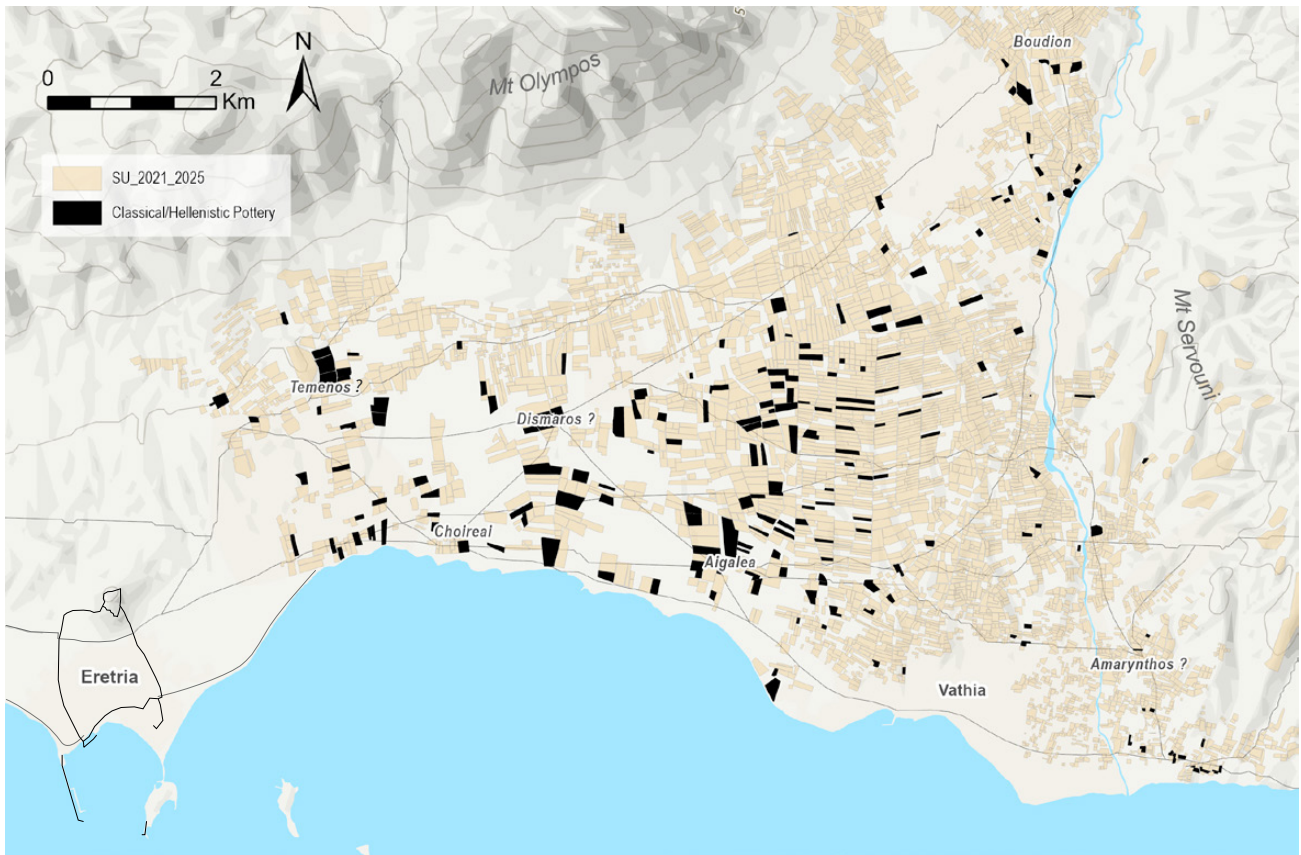 Boudion
N
0 2
Km
Mt Olympos
SU_2021_2025
Classical/Hellenistic Pottery
Mt Servouni
Temenos ?
Dismaros ?
Choireai
Aigalea
Eretria
Amarynthos ?
Vathia